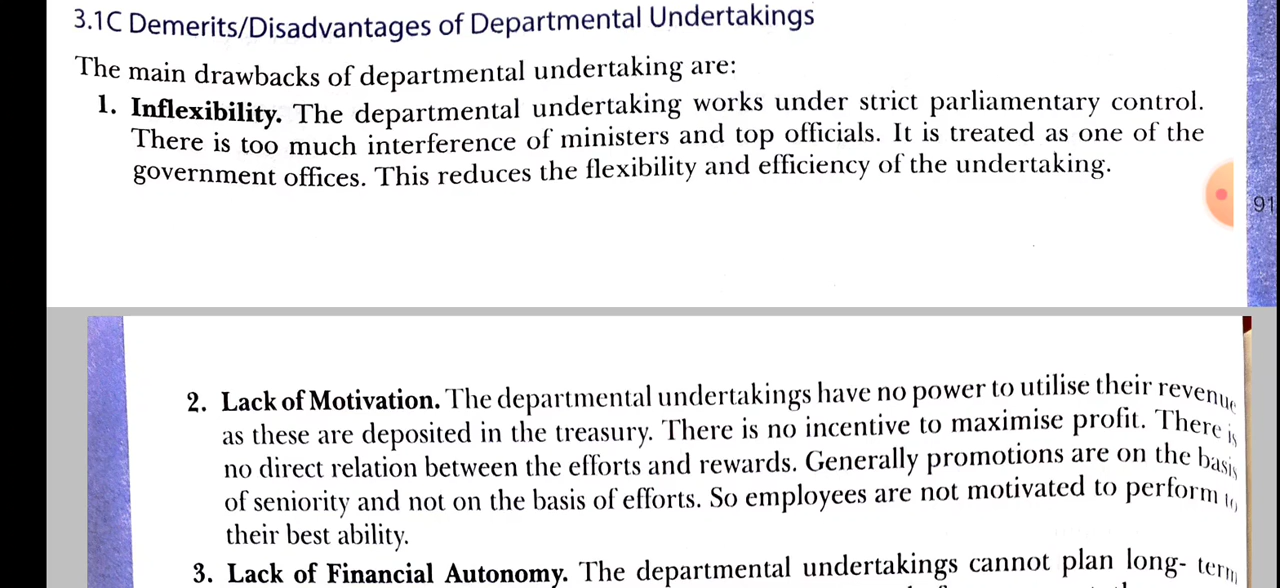 3.1C Demerits/Disadvantages of Departmental Undertakings
The main drawbacks of departmental undertaking are:
1. Inflexibility. The departmental undertaking works under strict parliamentary control.
There is too much interference of ministers and top officials. It is treated as one of the
government offices. This reduces the flexibility and efficiency of the undertaking.
91
2. Lack of Motivation. The departmental undertakings have no power to utilise their revenue
as these are deposited in the treasury. There is no incentive to maximise profit. There is
no direct relation between the efforts and rewards. Generally promotions are on the basis
of seniority and not on the basis of efforts. So employees are not motivated to perform to
their best ability.
3. Lack of Financial Autonomy. The departmental undertakings cannot plan long- term